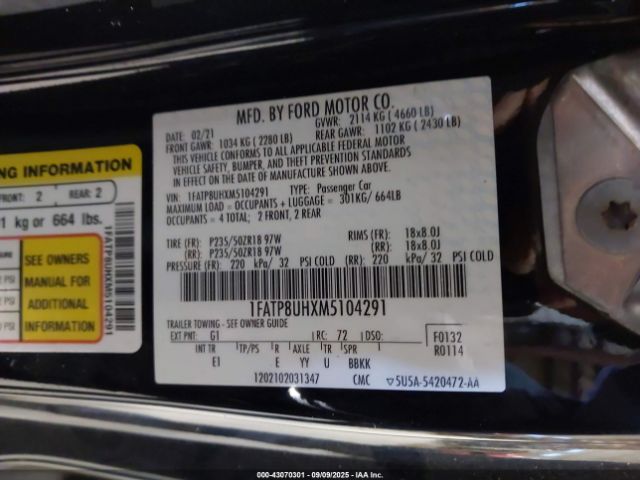 NG INFORMATION
FRONT: 2 REAR: 2
1 kg or 664 lbs.
SEE OWNERS
MANUAL FOR
ADDITIONAL
INFORMATION
1FATP8UHXM5104291
MFD. BY FORD MOTOR CO.
02/21 GVWR: 2114 KG ( 4660 LB)
FRONT GAWR: 1034 KG ( 2280 LB) REAR GAWR: 1102 KG ( 2430 LB)
THIS VEHICLE CONFORMS TO ALL APPLICABLE FEDERAL MOTOR
VEHICLE SAFETY, BUMPER, AND THEFT PREVENTION STANDARDS
IN EFFECT ON THE DATE OF MANUFACTURE SHOWN ABOVE.
VIN: 1FATP8UHXM5104291 TYPE: Passenger Car
MAXIMUM LOAD = OCCUPANTS + LUGGAGE = 301KG/ 664LB
OCCUPANTS = 4 TOTAL; 2 FRONT, 2 REAR
TIRE (FR): P235/50ZR18 97W RIMS (FR): 18x8.0J
(RR): P235/50ZR18 97W (RR): 18x8.0J
PRESSURE (FR): 220 kPa/ 32 PSI COLD (RR): 220 kPa/ 32 PSI COLD
1FATP8UHXM5104291
TRAILER TOWING - SEE OWNER GUIDE
EXT PNT: G1 RC: 72 DSO: F0132
INT TR TP/PS R AXLE TR SPR R0114
EI E YY U BBKK
1202102031347 CMC 5U5A-5420472-AA
000-43070301 - 09/09/2025 - IAA Inc.